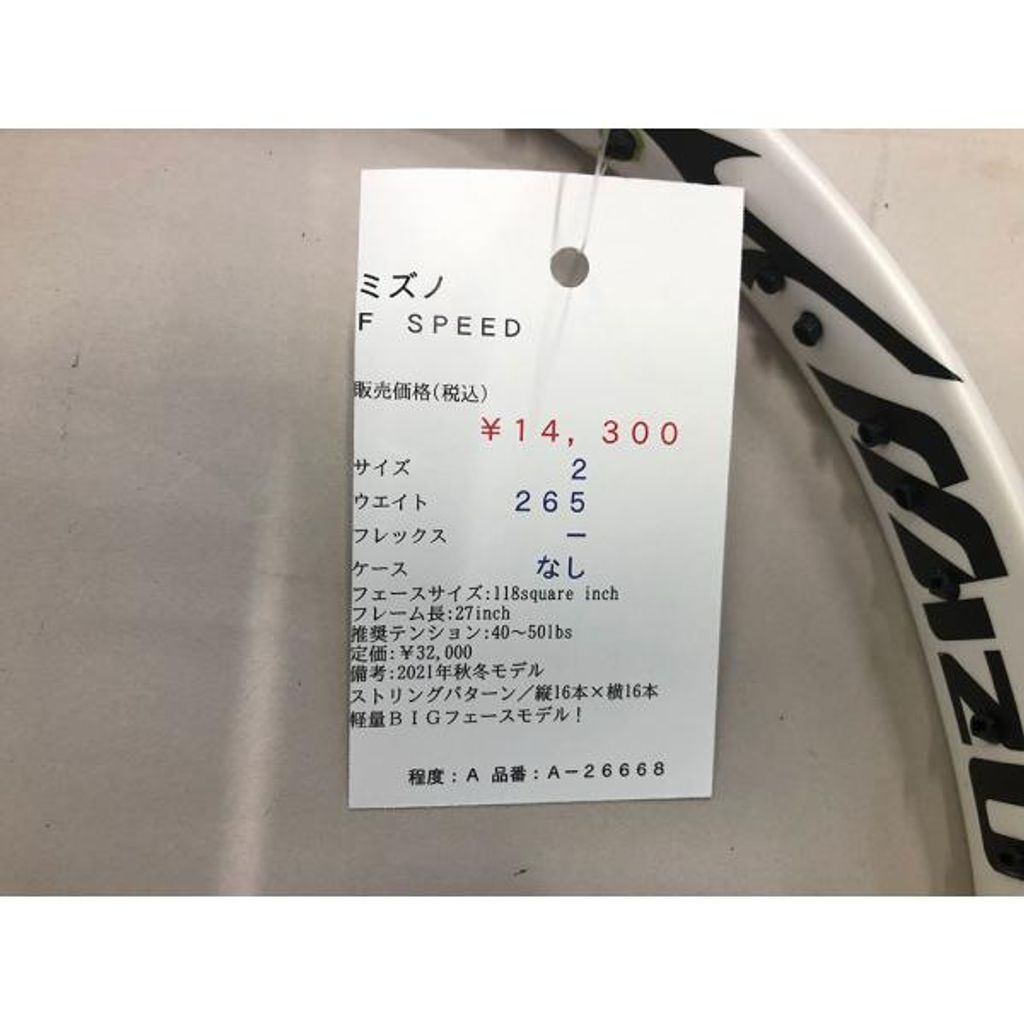 ミズノ
F SPEED
販売価格(税込)
￥14,300
サイズ 2
ウエイト 265
フレックス ー
ケース なし
フェースサイズ:118square inch
フレーム長:27inch
推奨テンション:40～50lbs
定価:￥32,000
備考:2021年秋冬モデル
ストリングパターン／縦16本×横16本
軽量ＢＩＧフェースモデル！
程度：A 品番：A－26668
MIZUNO